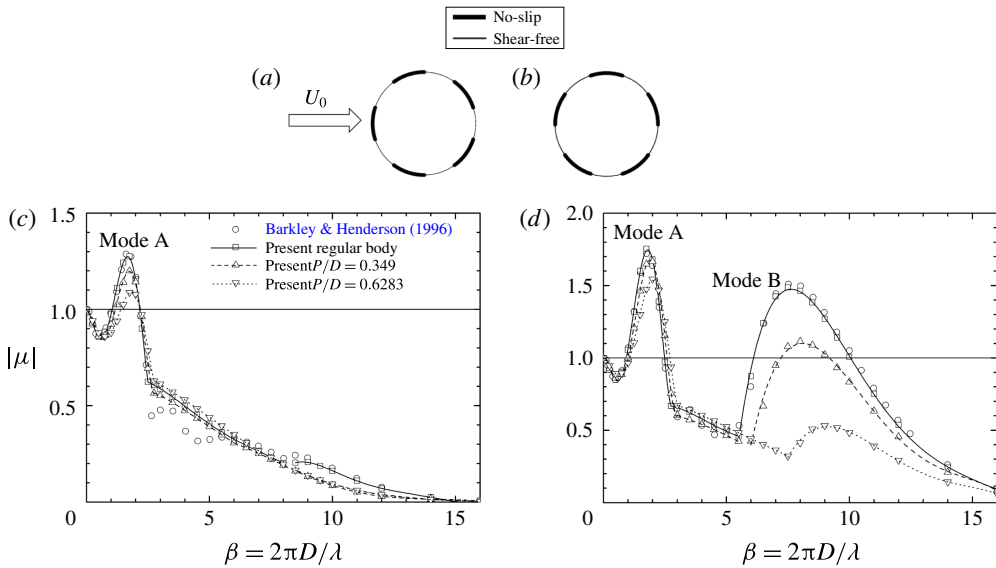 No-slip
Shear-free
(a)
U0
(b)
(c)
1.5
1.0
0.5
0
5
10
15
|μ|
Mode A
Barkley & Henderson (1996)
Present regular body
PresentP/D = 0.349
PresentP/D = 0.6283
β = 2πD/λ
(d)
2.0
1.5
1.0
0.5
0
5
10
15
Mode A
Mode B
β = 2πD/λ